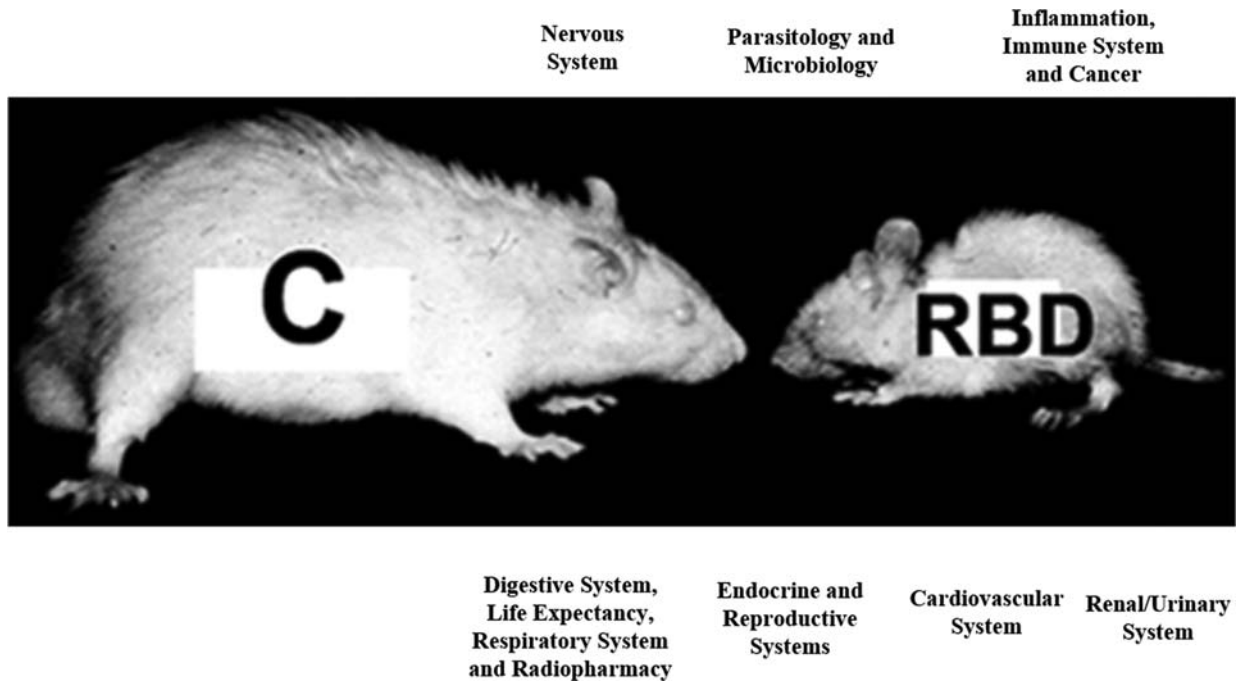 Nervous
System
Parasitology and
Microbiology
Inflammation,
Immune System
and Cancer
C
RBD
Digestive System,
Life Expectancy,
Respiratory System
and Radiopharmacy
Endocrine and
Reproductive
Systems
Cardiovascular
System
Renal/Urinary
System